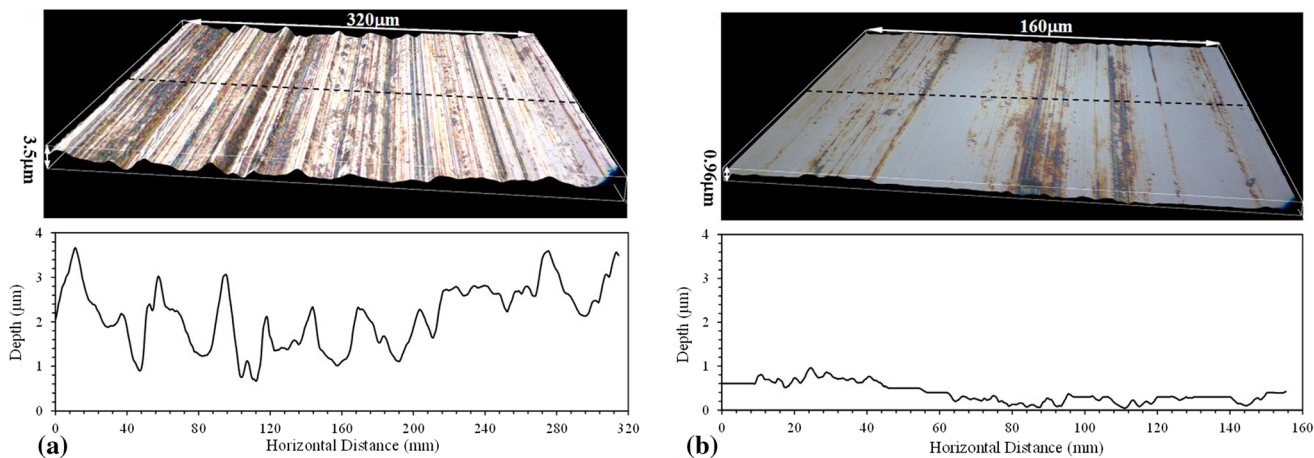 320μm
3.5μm
4
3
2
1
0
Depth (μm)
0 40 80 120 160 200 240 280 320
Horizontal Distance (mm)
(a)
160μm
0.96μm
4
3
2
1
0
Depth (μm)
0 20 40 60 80 100 120 140 160
Horizontal Distance (mm)
(b)